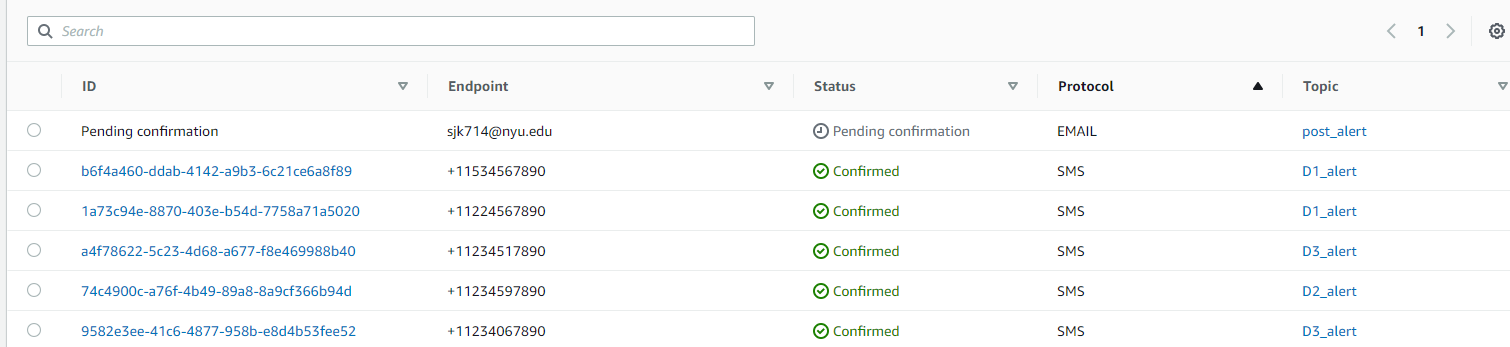 Search
1
ID Endpoint Status Protocol Topic
Pending confirmation sjk714@nyu.edu Pending confirmation EMAIL post_alert
b6f4a460-ddab-4142-a9b3-6c21ce6a8f89 +11534567890 Confirmed SMS D1_alert
1a73c94e-8870-403e-b54d-7758a71a5020 +11224567890 Confirmed SMS D1_alert
a4f78622-5c23-4d68-a677-f8e469988b40 +11234517890 Confirmed SMS D3_alert
74c4900c-a76f-4b49-89a8-8a9cf366b94d +11234597890 Confirmed SMS D2_alert
9582e3ee-41c6-4877-958b-e8d4b53fee52 +11234067890 Confirmed SMS D3_alert